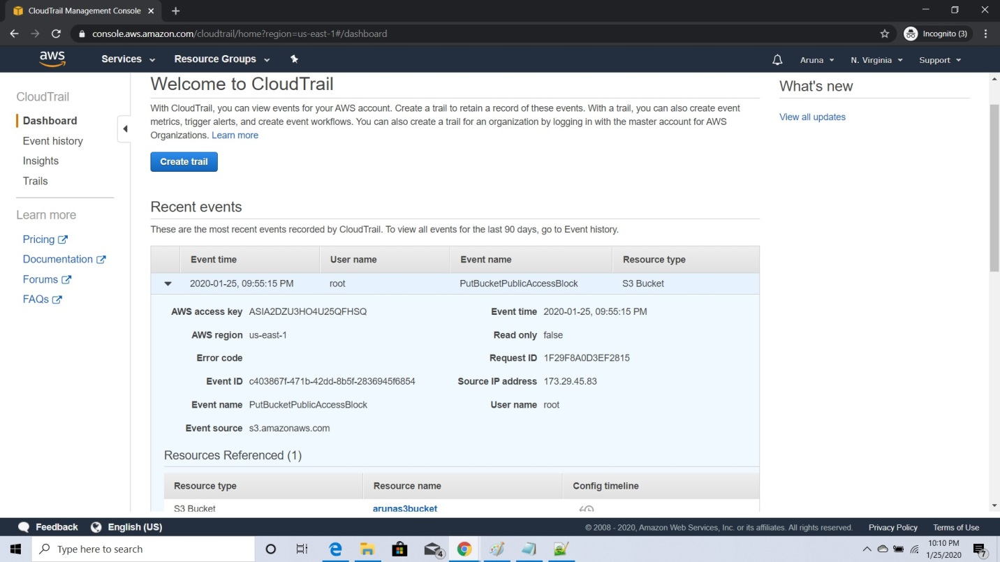 CloudTrail Management Console
console.aws.amazon.com/cloudtrail/home?region=us-east-1#/dashboard
Incognito (3)
aws
Services
Resource Groups
Aruna
N. Virginia
Support
CloudTrail
Dashboard
Event history
Insights
Trails
Learn more
Pricing
Documentation
Forums
FAQs
Welcome to CloudTrail
With CloudTrail, you can view events for your AWS account. Create a trail to retain a record of these events. With a trail, you can also create event
metrics, trigger alerts, and create event workflows. You can also create a trail for an organization by logging in with the master account for AWS
Organizations. Learn more
Create trail
Recent events
These are the most recent events recorded by CloudTrail. To view all events for the last 90 days, go to Event history.
Event time User name Event name Resource type
2020-01-25, 09:55:15 PM root PutBucketPublicAccessBlock S3 Bucket
AWS access key ASIA2DZU3HO4U25QFHSQ Event time 2020-01-25, 09:55:15 PM
AWS region us-east-1 Read only false
Error code Request ID 1F29F8A0D3EF2815
Event ID c403867f-471b-42dd-8b5f-2836945f6854 Source IP address 173.29.45.83
Event name PutBucketPublicAccessBlock User name root
Event source s3.amazonaws.com
Resources Referenced (1)
Resource type Resource name Config timeline
S3 Bucket arunas3bucket
What's new
View all updates
Feedback English (US)
© 2008 - 2020, Amazon Web Services, Inc. or its affiliates. All rights reserved. Privacy Policy Terms of Use
Type here to search
4
10:10 PM
1/25/2020
7